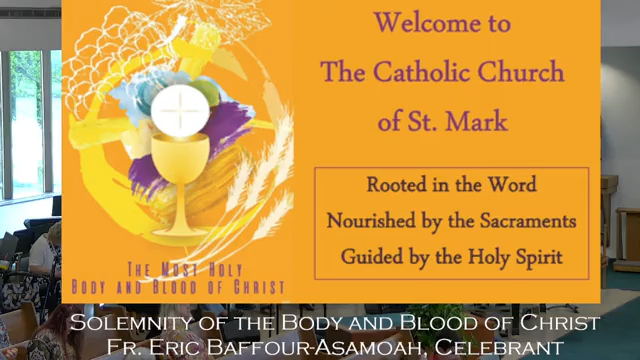 Welcome to
The Catholic Church
of St. Mark
Rooted in the Word
Nourished by the Sacraments
Guided by the Holy Spirit
The Most Holy
Body and Blood of Christ
Solemnity of the Body and Blood of Christ
Fr. Eric Baffour-Asamoah, Celebrant